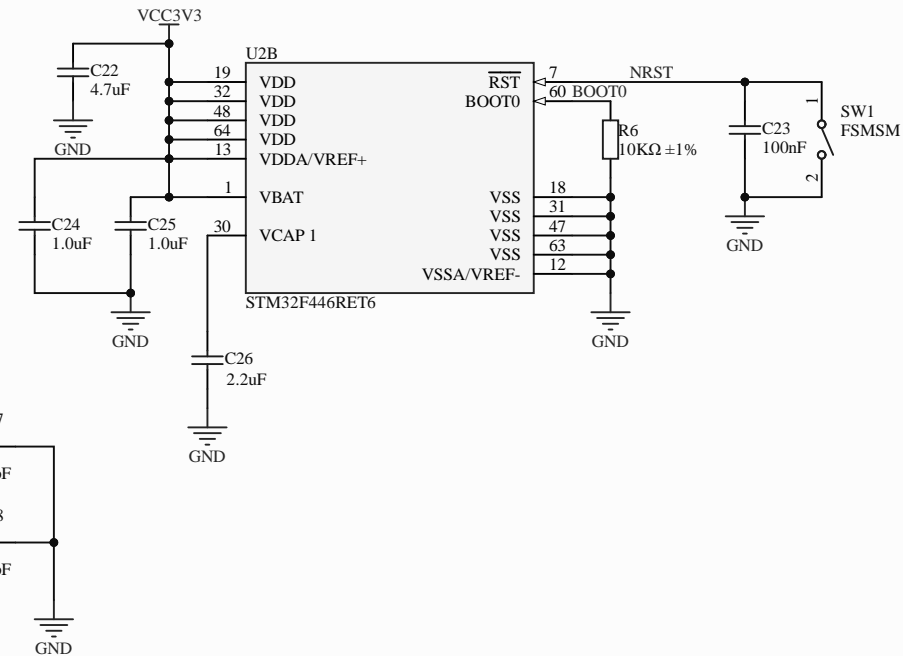 VCC3V3
C22
4.7uF
GND
U2B
19 VDD
32 VDD
48 VDD
64 VDD
13 VDDA/VREF+
1 VBAT
30 VCAP 1
RST 7 NRST
BOOT0 60 BOOT0
VSS 18
VSS 31
VSS 47
VSS 63
VSSA/VREF- 12
STM32F446RET6
R6
10KΩ ±1%
GND
C23
100nF
GND
1
2
SW1
FSMSM
C24
1.0uF
C25
1.0uF
GND
C26
2.2uF
GND
GND